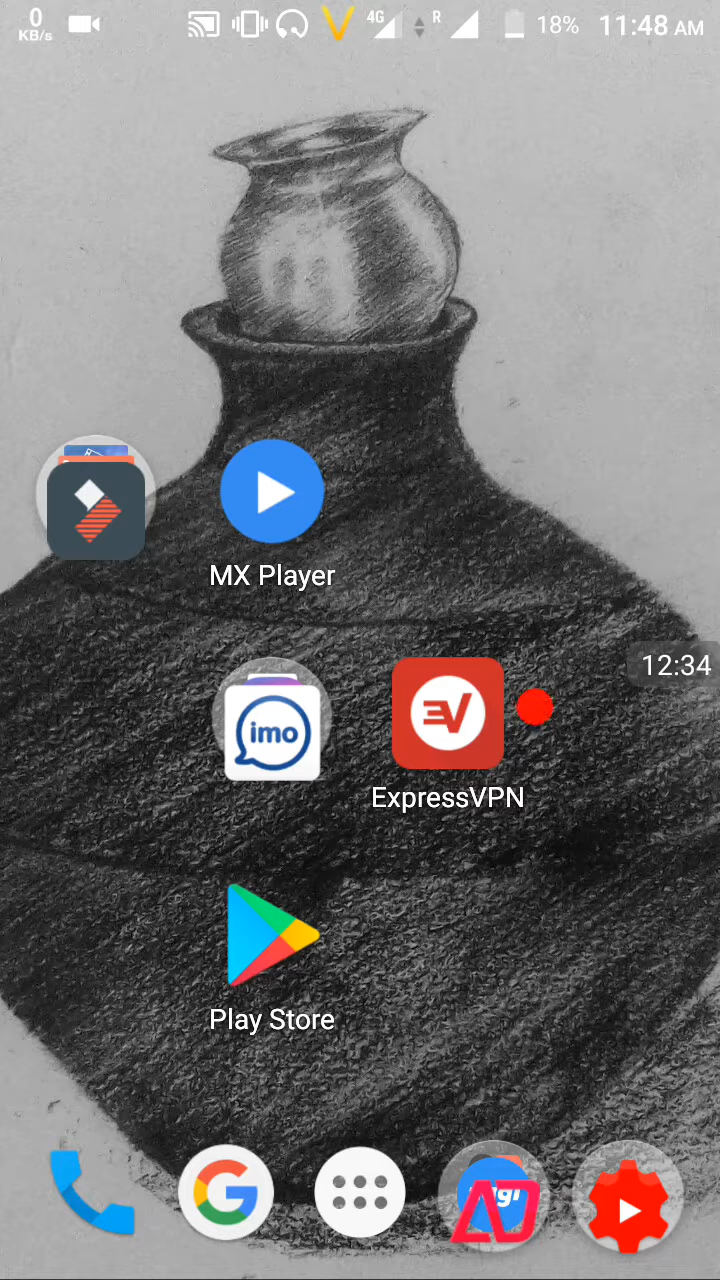 0
KB/s
4G
R
18%
11:48 AM
MX Player
12:34
imo
ExpressVPN
Play Store